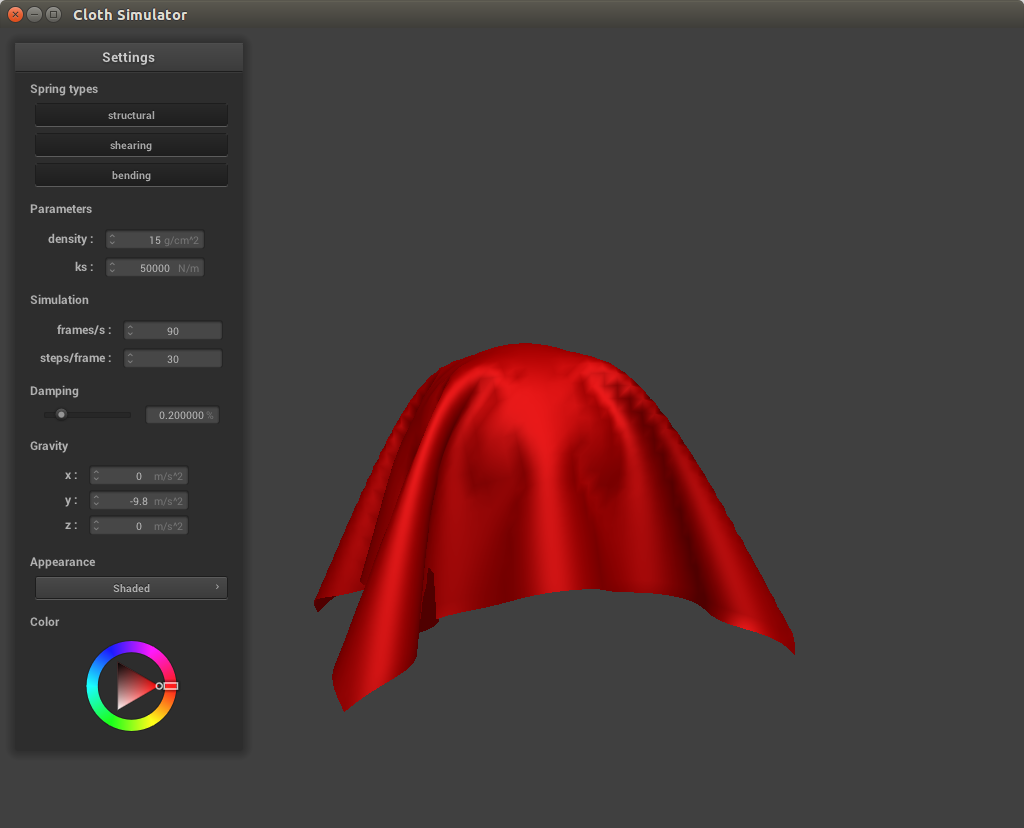 Cloth Simulator
Settings
Spring types
structural
shearing
bending
Parameters
density : 15 g/cm^2
ks : 50000 N/m
Simulation
frames/s : 90
steps/frame : 30
Damping
0.200000 %
Gravity
x : 0 m/s^2
y : -9.8 m/s^2
z : 0 m/s^2
Appearance
Shaded
Color